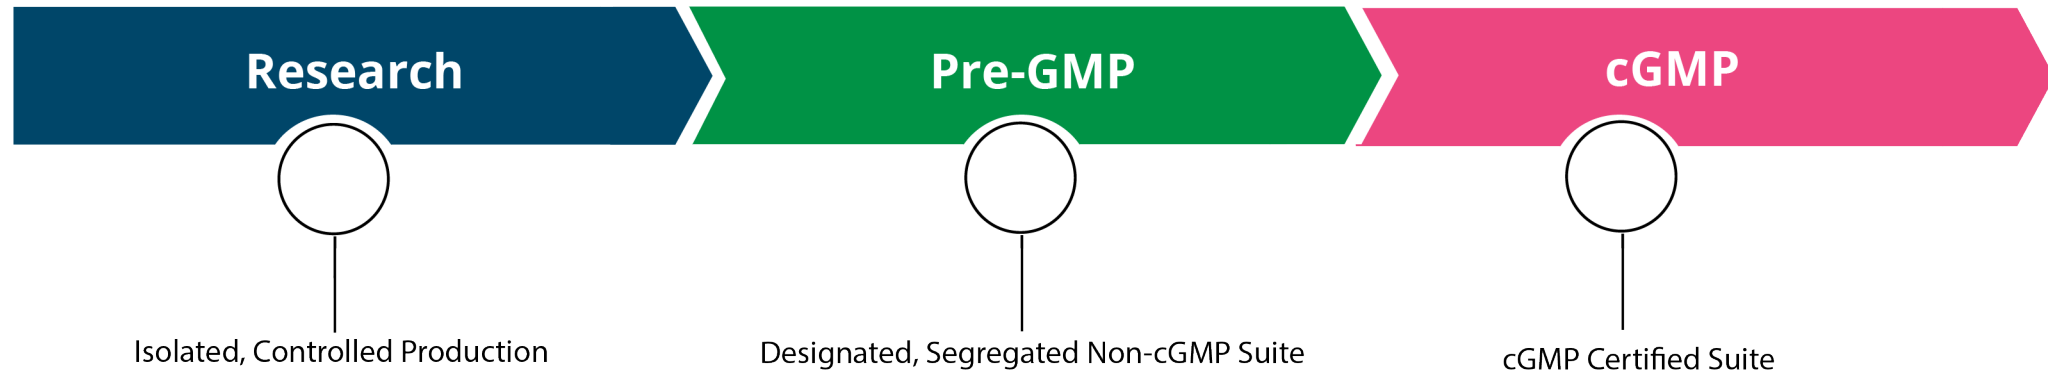 Research
Pre-GMP
cGMP
Isolated, Controlled Production
Designated, Segregated Non-cGMP Suite
cGMP Certified Suite